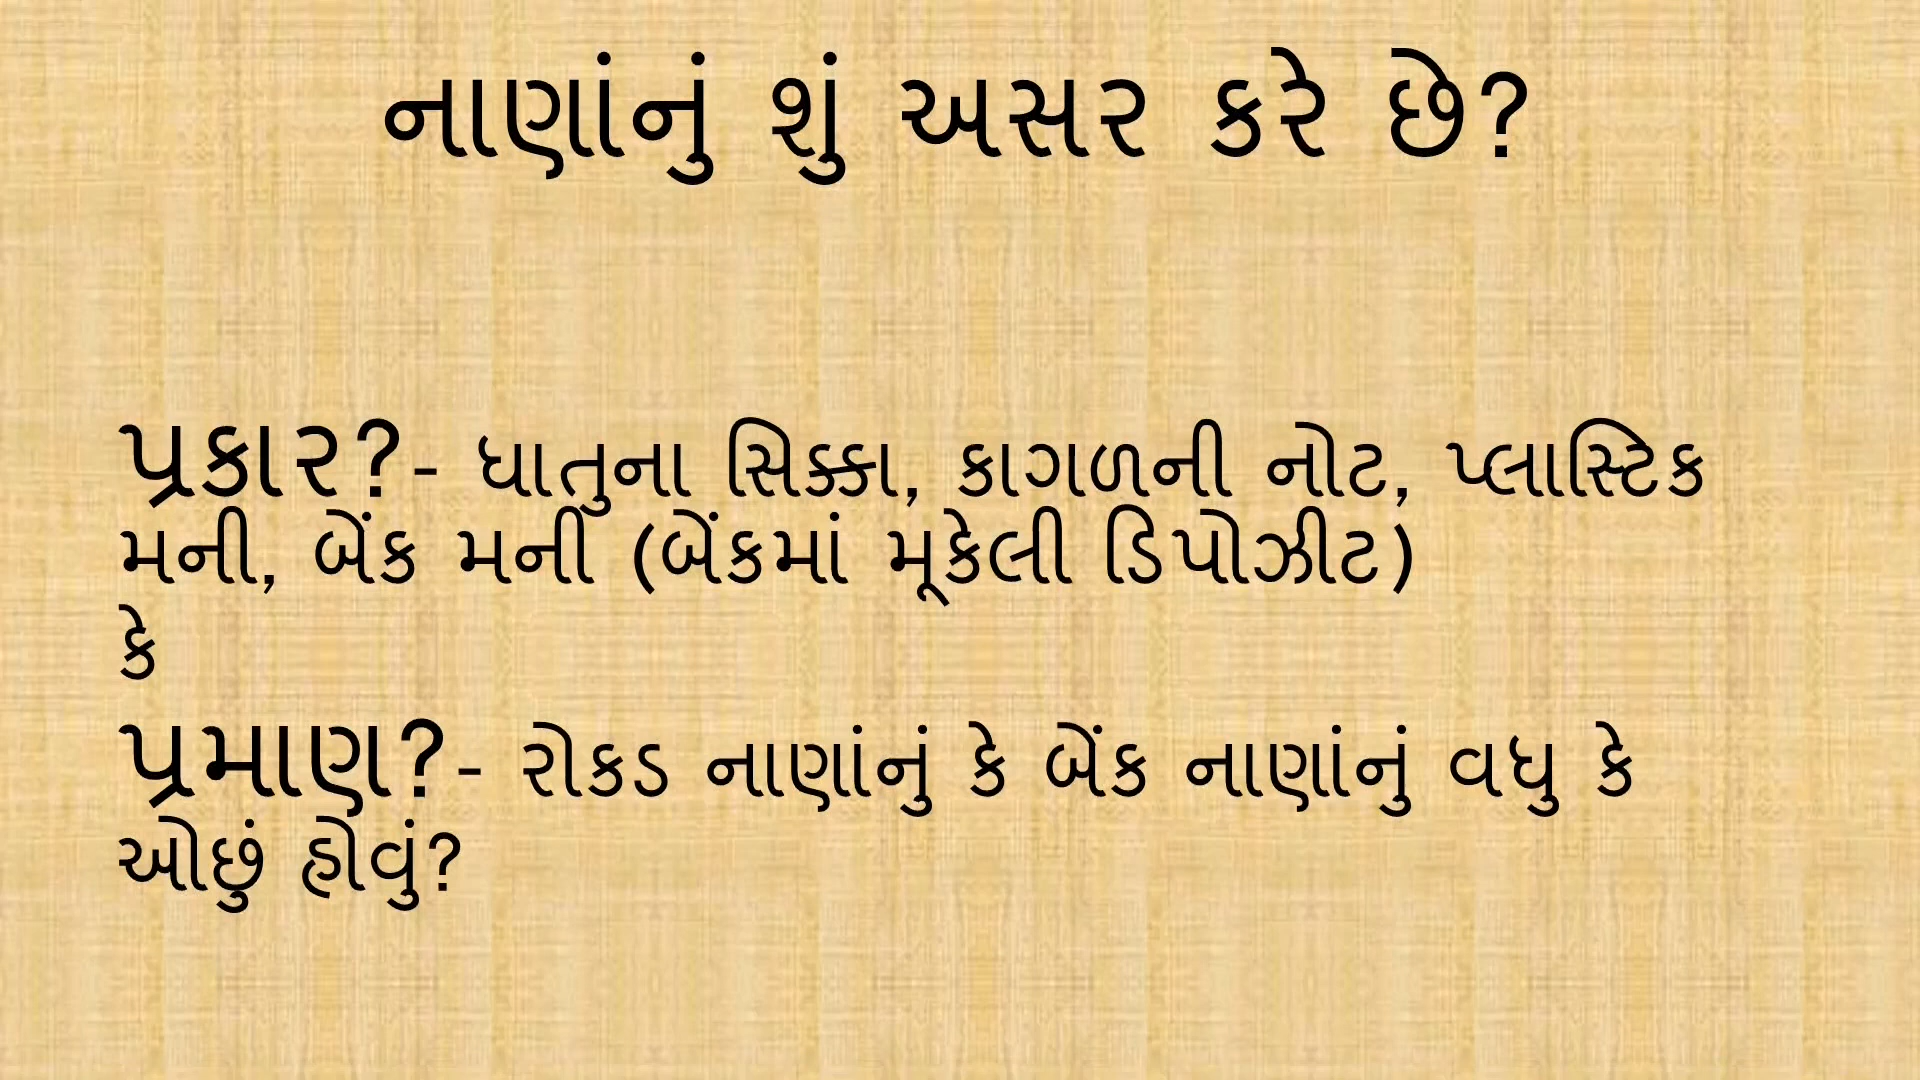 નાણાંનું શું અસર કરે છે?
પ્રકાર?- ધાતુના સિક્કા, કાગળની નોટ, પ્લાસ્ટિક
મની, બેંક મની (બેંકમાં મૂકેલી ડિપોઝીટ)
કે
પ્રમાણ?- રોકડ નાણાંનું કે બેંક નાણાંનું વધુ કે
ઓછું હોવું?